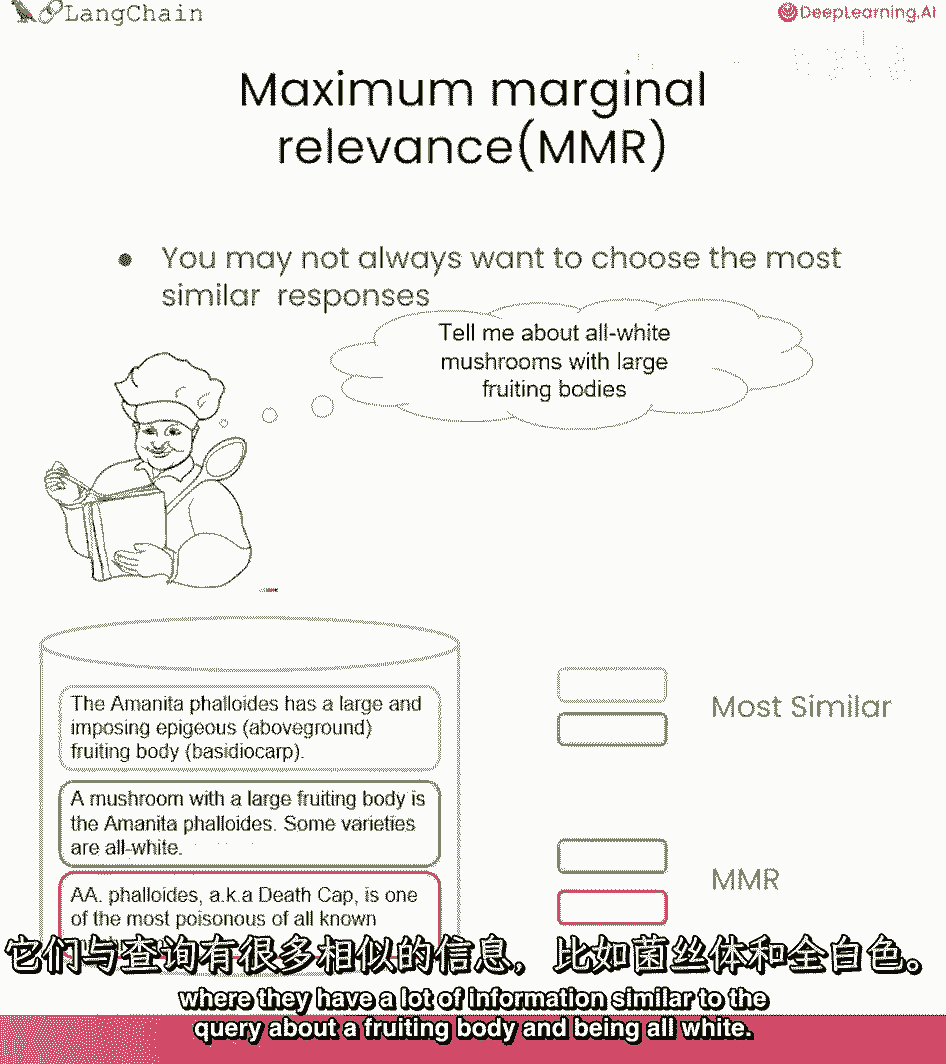 LangChain
DeepLearning.AI
Maximum marginal
relevance(MMR)
You may not always want to choose the most
similar responses
Tell me about all-white
mushrooms with large
fruiting bodies
The Amanita phalloides has a large and
imposing epigeous (aboveground)
fruiting body (basidiocarp).
A mushroom with a large fruiting body is
the Amanita phalloides. Some varieties
are all-white.
AA. phalloides, a.k.a Death Cap, is one
of the most poisonous of all known
Most Similar
MMR
它们与查询有很多相似的信息，比如菌丝体和全白色。
where they have a lot of information similar to the
query about a fruiting body and being all white.